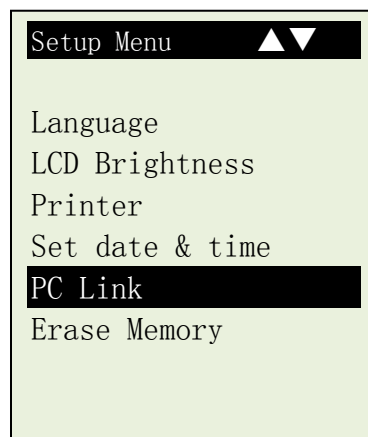 Setup Menu ▲▼
Language
LCD Brightness
Printer
Set date & time
PC Link
Erase Memory